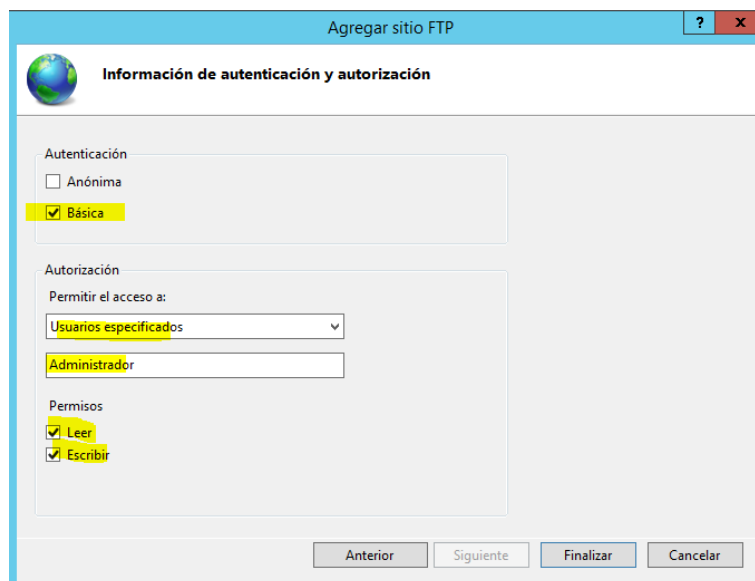 Agregar sitio FTP
? x
Información de autenticación y autorización
Autenticación
Anónima
Básica
Autorización
Permitir el acceso a:
Usuarios especificados
Administrador
Permisos
Leer
Escribir
Anterior Siguiente Finalizar Cancelar